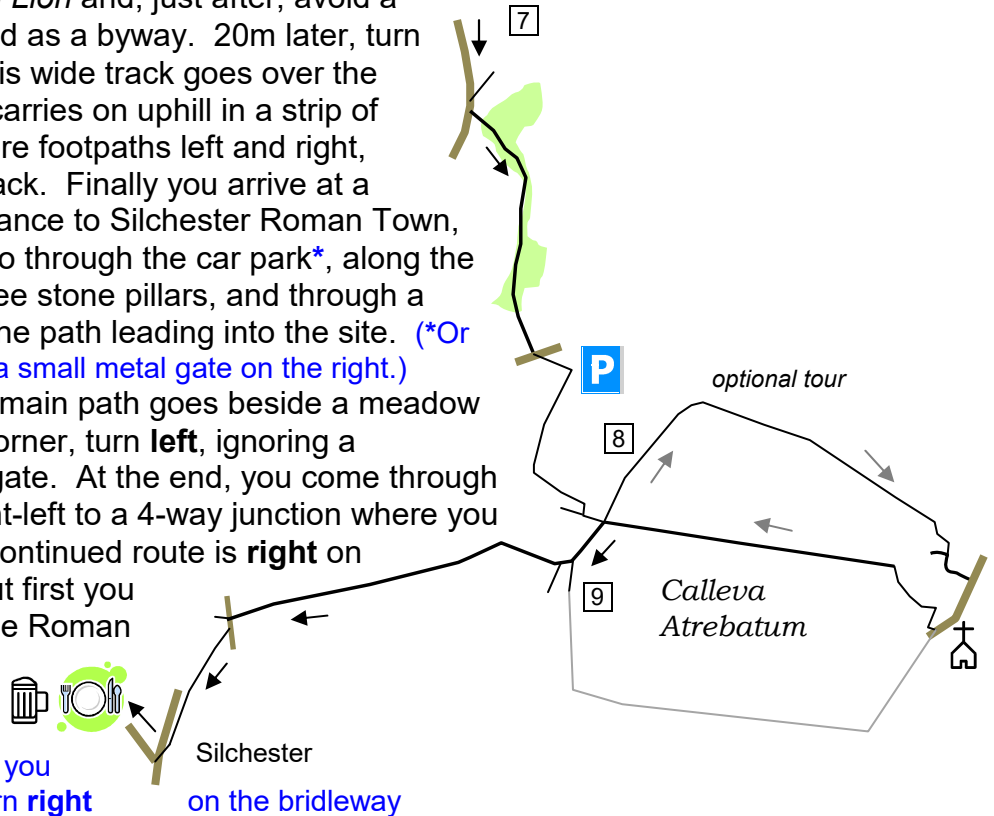 Lion and, just after, avoid a
d as a byway. 20m later, turn
is wide track goes over the
carries on uphill in a strip of
re footpaths left and right,
ack. Finally you arrive at a
ance to Silchester Roman Town,
o through the car park*, along the
ee stone pillars, and through a
ne path leading into the site. (*Or
a small metal gate on the right.)
main path goes beside a meadow
orner, turn left, ignoring a
gate. At the end, you come through
nt-left to a 4-way junction where you
ontinued route is right on
ut first you
e Roman
you
rn right
on the bridleway
7
P
optional tour
8
9
Calleva
Atrebatum
Silchester